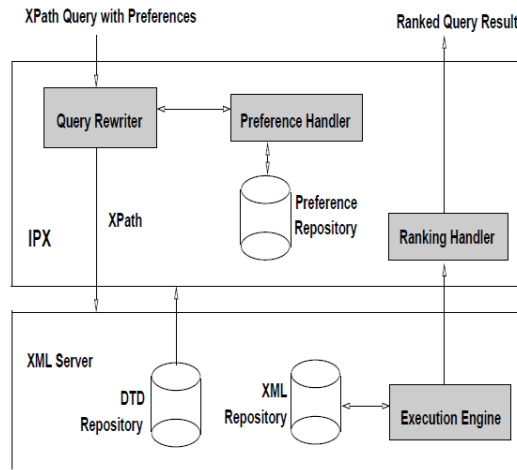 XPath Query with Preferences
Ranked Query Result
Query Rewriter
Preference Handler
Preference
Repository
XPath
IPX
Ranking Handler
XML Server
DTD
Repository
XML
Repository
Execution Engine